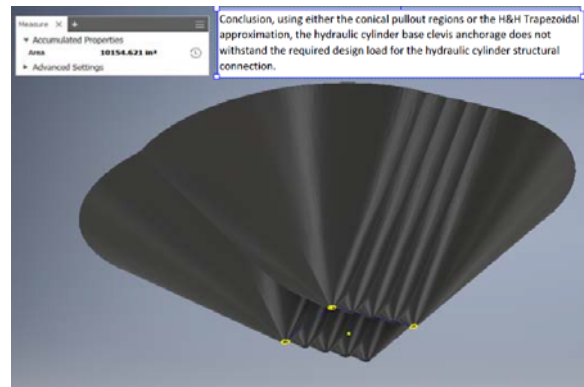 Measure × +
Accumulated Properties
Area 10154.621 in²
Advanced Settings
Conclusion, using either the conical pullout regions or the H&H Trapezoidal
approximation, the hydraulic cylinder base clevis anchorage does not
withstand the required design load for the hydraulic cylinder structural
connection.